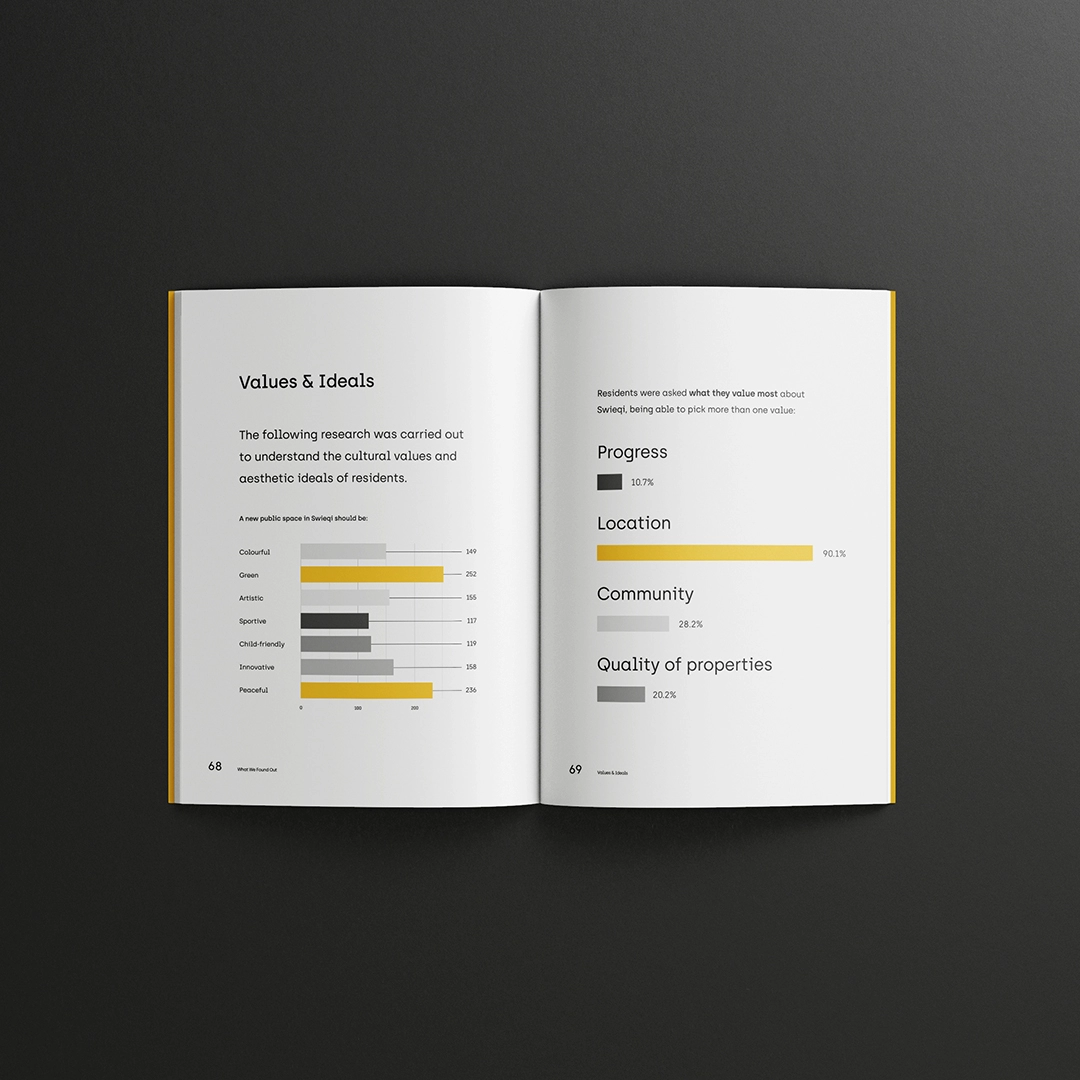 Values & Ideals
The following research was carried out
to understand the cultural values and
aesthetic ideals of residents.
A new public space in Swieqi should be:
Colourful 149
Green 252
Artistic 155
Sportive 117
Child-friendly 119
Innovative 158
Peaceful 236
0 100 200
68 What We Found Out
Residents were asked what they value most about
Swieqi, being able to pick more than one value:
Progress
10.7%
Location
90.1%
Community
28.2%
Quality of properties
20.2%
69 Values & Ideals